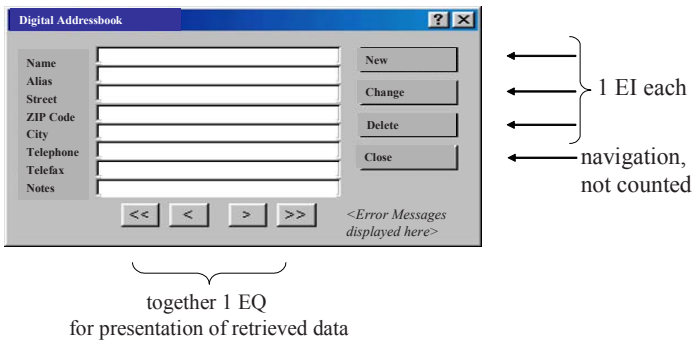 Digital Addressbook ? X
Name
Alias
Street
ZIP Code
City
Telephone
Telefax
Notes
New
Change
Delete
Close
<< < > >>
<Error Messages
displayed here>
1 EI each
navigation,
not counted
together 1 EQ
for presentation of retrieved data